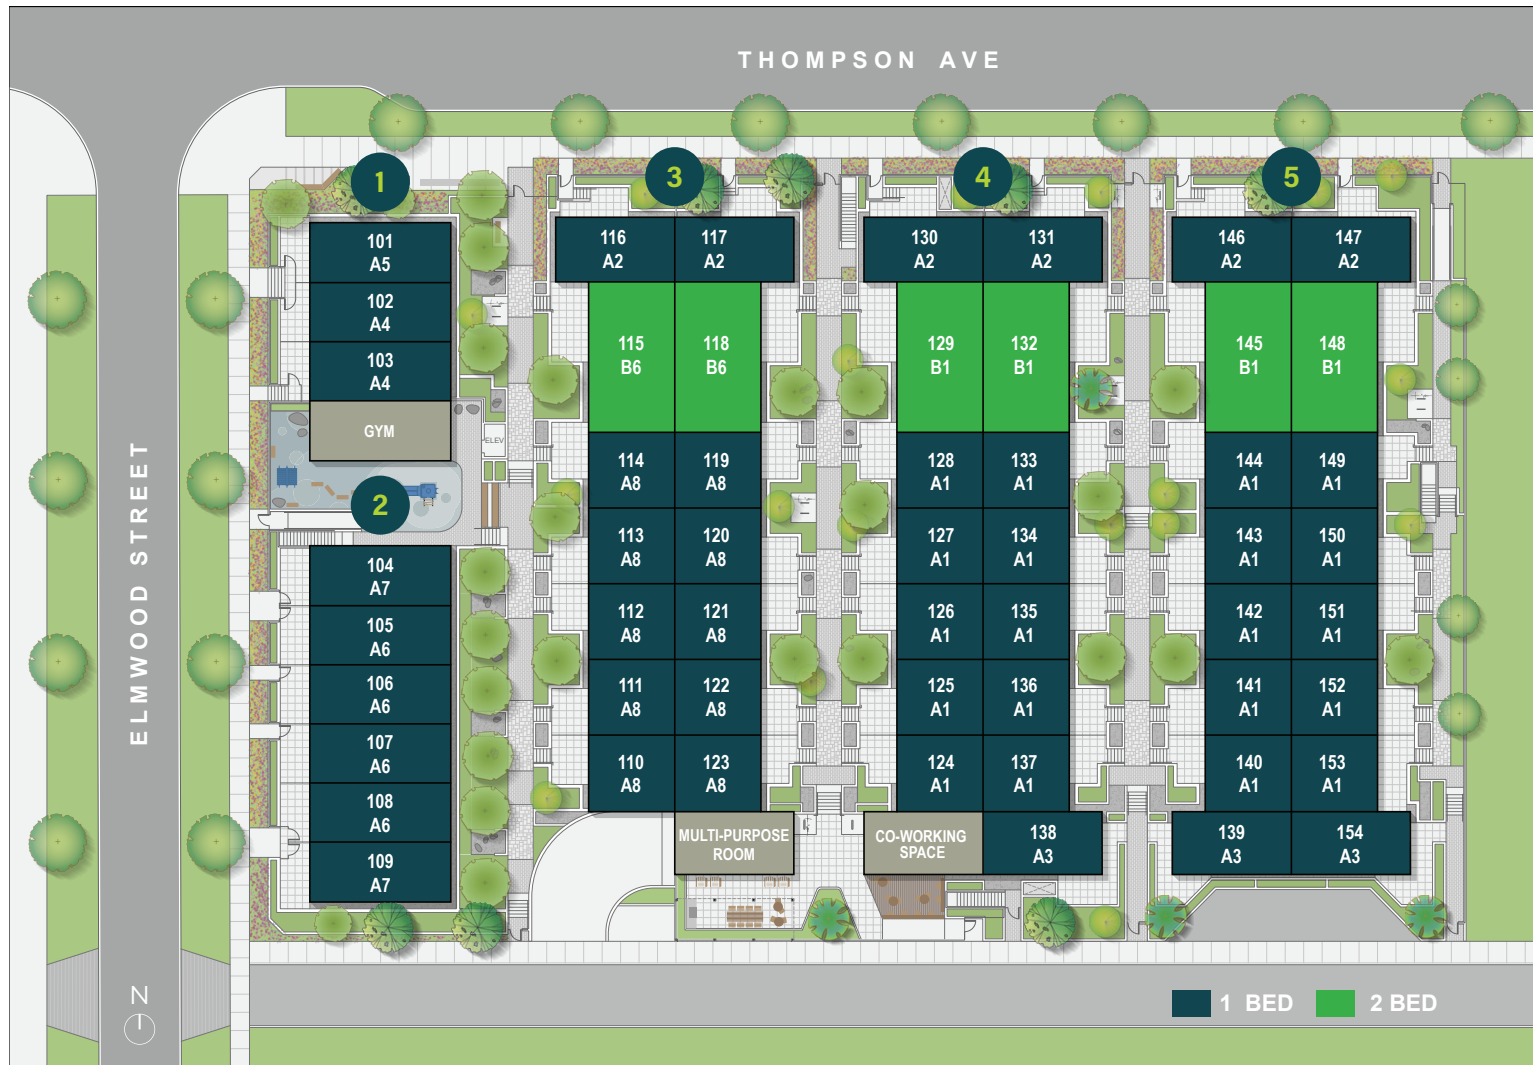 THOMPSON AVE
ELMWOOD STREET
1
101
A5
102
A4
103
A4
GYM
ELEV
2
104
A7
105
A6
106
A6
107
A6
108
A6
109
A7
3
116
A2
117
A2
115
B6
118
B6
114
A8
119
A8
113
A8
120
A8
112
A8
121
A8
111
A8
122
A8
110
A8
123
A8
MULTI-PURPOSE
ROOM
4
130
A2
131
A2
129
B1
132
B1
128
A1
133
A1
127
A1
134
A1
126
A1
135
A1
125
A1
136
A1
124
A1
137
A1
CO-WORKING
SPACE
138
A3
5
146
A2
147
A2
145
B1
148
B1
144
A1
149
A1
143
A1
150
A1
142
A1
151
A1
141
A1
152
A1
140
A1
153
A1
139
A3
154
A3
N
1 BED
2 BED